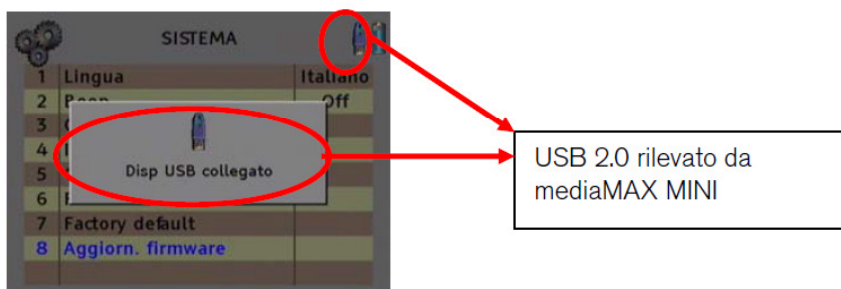 SISTEMA
1 Lingua Italiano
2 Beep Off
3
4
5
Disp USB collegato
6
7 Factory default
8 Aggiorn. firmware
USB 2.0 rilevato da
mediaMAX MINI